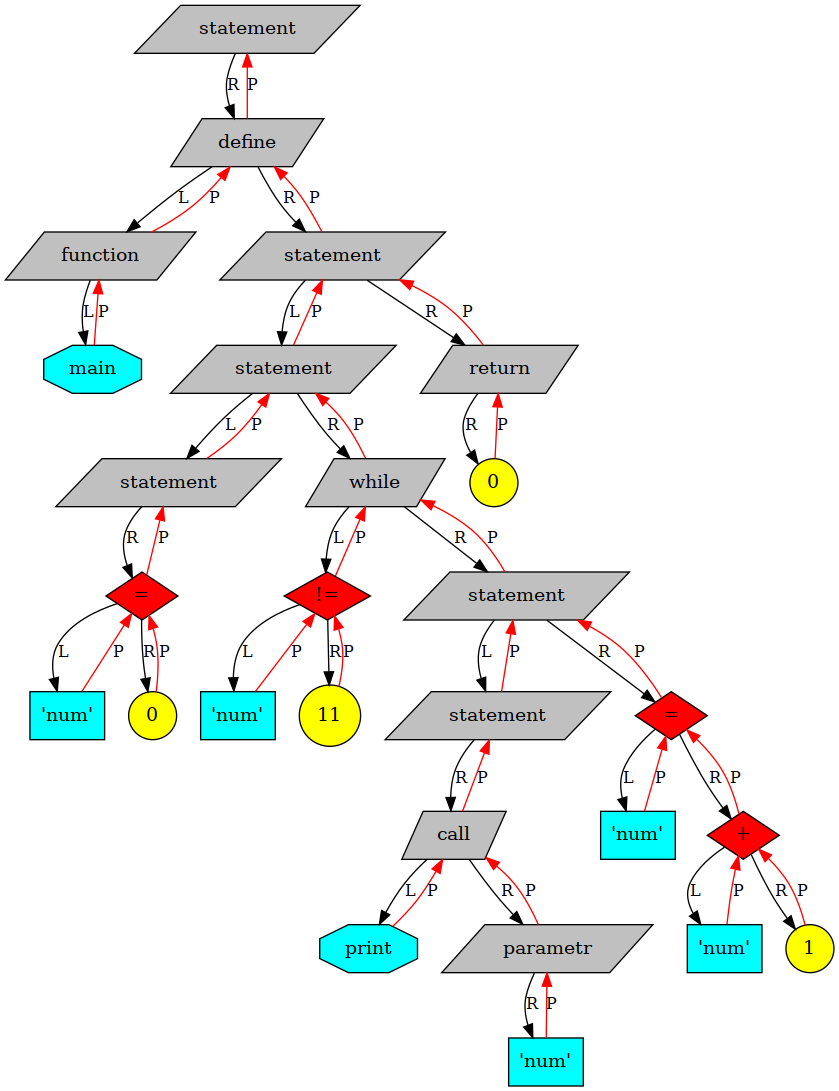 statement
R P
define
L P R P
function statement
L P L P R P
main statement return
L P R P R P
statement while 0
R P L P R P
= != statement
L P R P L P R P L P R P
'num' 0 'num' 11 statement =
R P L P R P
call 'num' +
L P R P L P R P
print parametr 'num' 1
R P
'num'